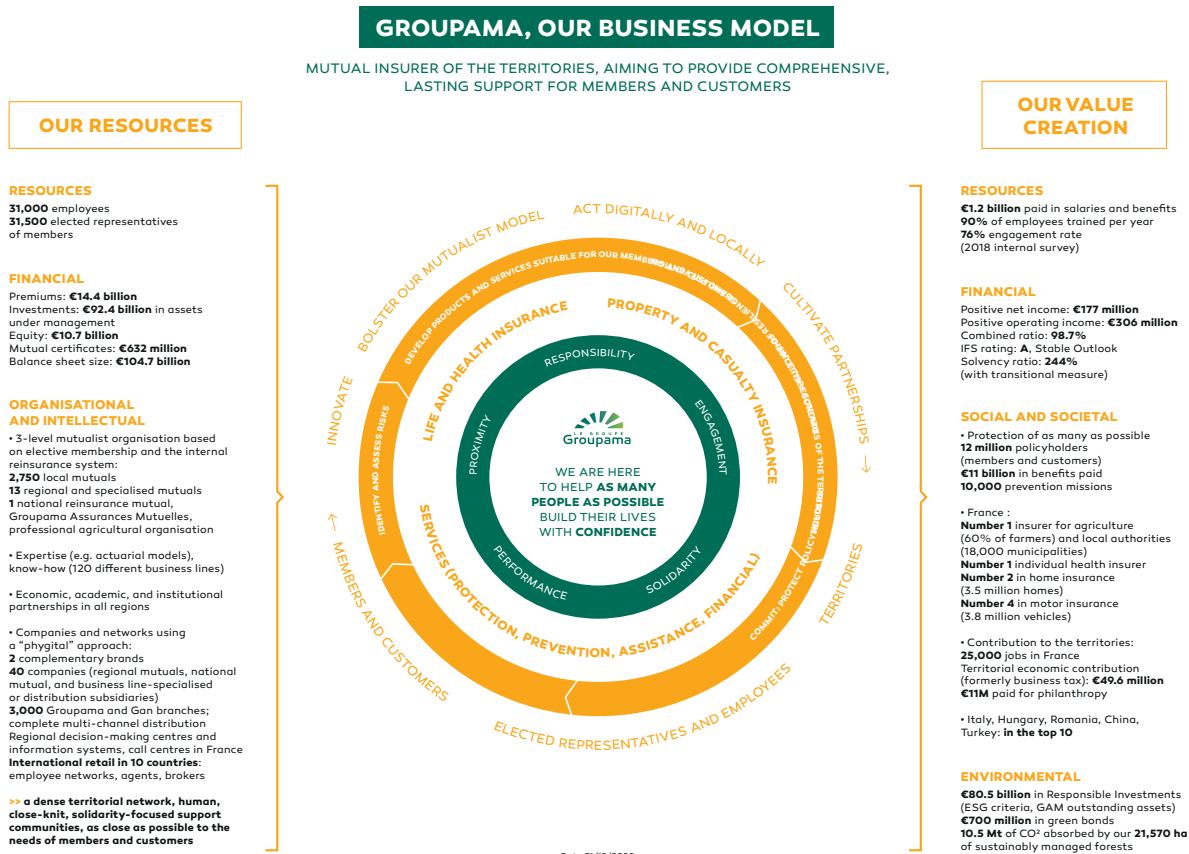 GROUPAMA, OUR BUSINESS MODEL
MUTUAL INSURER OF THE TERRITORIES, AIMING TO PROVIDE COMPREHENSIVE,
LASTING SUPPORT FOR MEMBERS AND CUSTOMERS
OUR RESOURCES
RESOURCES
31,000 employees
31,500 elected representatives
of members
FINANCIAL
Premiums: €14.4 billion
Investments: €92.4 billion in assets
under management
Equity: €10.7 billion
Mutual certificates: €632 million
Balance sheet size: €104.7 billion
ORGANISATIONAL
AND INTELLECTUAL
• 3-level mutualist organisation based
on elective membership and the internal
reinsurance system:
2,750 local mutuals
13 regional and specialised mutuals
1 national reinsurance mutual,
Groupama Assurances Mutuelles,
professional agricultural organisation
• Expertise (e.g. actuarial models),
know-how (120 different business lines)
• Economic, academic, and institutional
partnerships in all regions
• Companies and networks using
a “phygital” approach:
2 complementary brands
40 companies (regional mutuals, national
mutual, and business line-specialised
or distribution subsidiaries)
3,000 Groupama and Gan branches;
complete multi-channel distribution
Regional decision-making centres and
information systems, call centres in France
International retail in 10 countries:
employee networks, agents, brokers
>> a dense territorial network, human,
close-knit, solidarity-focused support
communities, as close as possible to the
needs of members and customers
INNOVATE
BOLSTER OUR MUTUALIST MODEL
ACT DIGITALLY AND LOCALLY
CULTIVATE PARTNERSHIPS →
TERRITORIES
ELECTED REPRESENTATIVES AND EMPLOYEES
MEMBERS AND CUSTOMERS →
IDENTIFY AND ASSESS RISKS
DEVELOP PRODUCTS AND SERVICES SUITABLE FOR OUR MEMBERS AND CUSTOMERS
COMMIT: PROTECT
LIFE AND HEALTH INSURANCE
PROPERTY AND CASUALTY INSURANCE
SERVICES (PROTECTION, PREVENTION, ASSISTANCE, FINANCIAL)
RESPONSIBILITY
ENGAGEMENT
SOLIDARITY
PERFORMANCE
PROXIMITY
LE GROUPE
Groupama
WE ARE HERE
TO HELP AS MANY
PEOPLE AS POSSIBLE
BUILD THEIR LIVES
WITH CONFIDENCE
OUR VALUE
CREATION
RESOURCES
€1.2 billion paid in salaries and benefits
90% of employees trained per year
76% engagement rate
(2018 internal survey)
FINANCIAL
Positive net income: €177 million
Positive operating income: €306 million
Combined ratio: 98.7%
IFS rating: A, Stable Outlook
Solvency ratio: 244%
(with transitional measure)
SOCIAL AND SOCIETAL
• Protection of as many as possible
12 million policyholders
(members and customers)
€11 billion in benefits paid
10,000 prevention missions
• France :
Number 1 insurer for agriculture
(60% of farmers) and local authorities
(18,000 municipalities)
Number 1 individual health insurer
Number 2 in home insurance
(3.5 million homes)
Number 4 in motor insurance
(3.8 million vehicles)
• Contribution to the territories:
25,000 jobs in France
Territorial economic contribution
(formerly business tax): €49.6 million
€11M paid for philanthropy
• Italy, Hungary, Romania, China,
Turkey: in the top 10
ENVIRONMENTAL
€80.5 billion in Responsible Investments
(ESG criteria, GAM outstanding assets)
€700 million in green bonds
10.5 Mt of CO² absorbed by our 21,570 ha
of sustainably managed forests